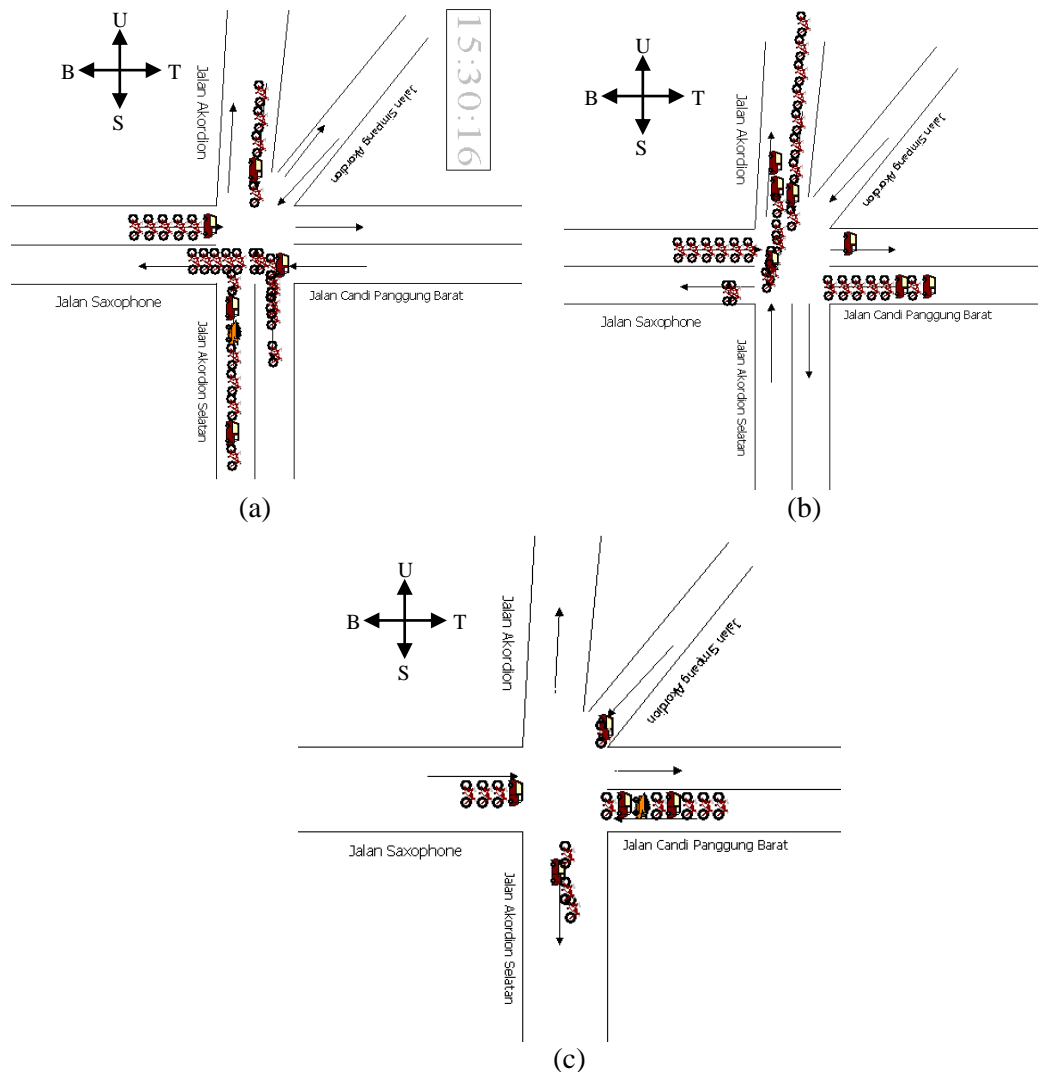 U
B T
S
Jalan Akordion
Jalan Simpang Akordion
15:30:16
Jalan Saxophone
Jalan Candi Panggung Barat
Jalan Akordion Selatan
(a)
U
B T
S
Jalan Akordion
Jalan Simpang Akordion
Jalan Saxophone
Jalan Candi Panggung Barat
Jalan Akordion Selatan
(b)
U
B T
S
Jalan Akordion
Jalan Simpang Akordion
Jalan Saxophone
Jalan Candi Panggung Barat
Jalan Akordion Selatan
(c)